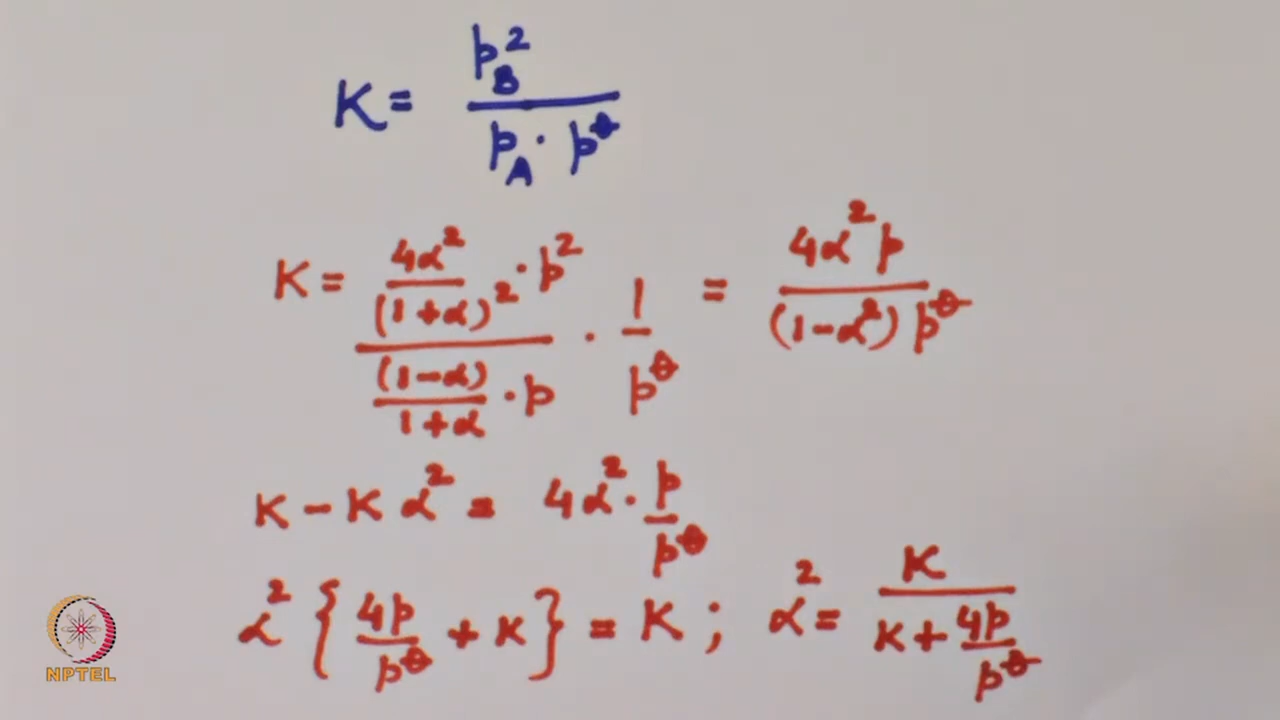 K = p_B^2 / (p_A · p^⦵)
K = (4α^2/(1+α)^2 · p^2) / ((1−α)/(1+α) · p) · 1/p^⦵ = 4α^2 p / ((1−α^2) p^⦵)
K − K α^2 = 4α^2 · p/p^⦵
α^2 { 4p/p^⦵ + K } = K ; α^2 = K / (K + 4p/p^⦵)
NPTEL